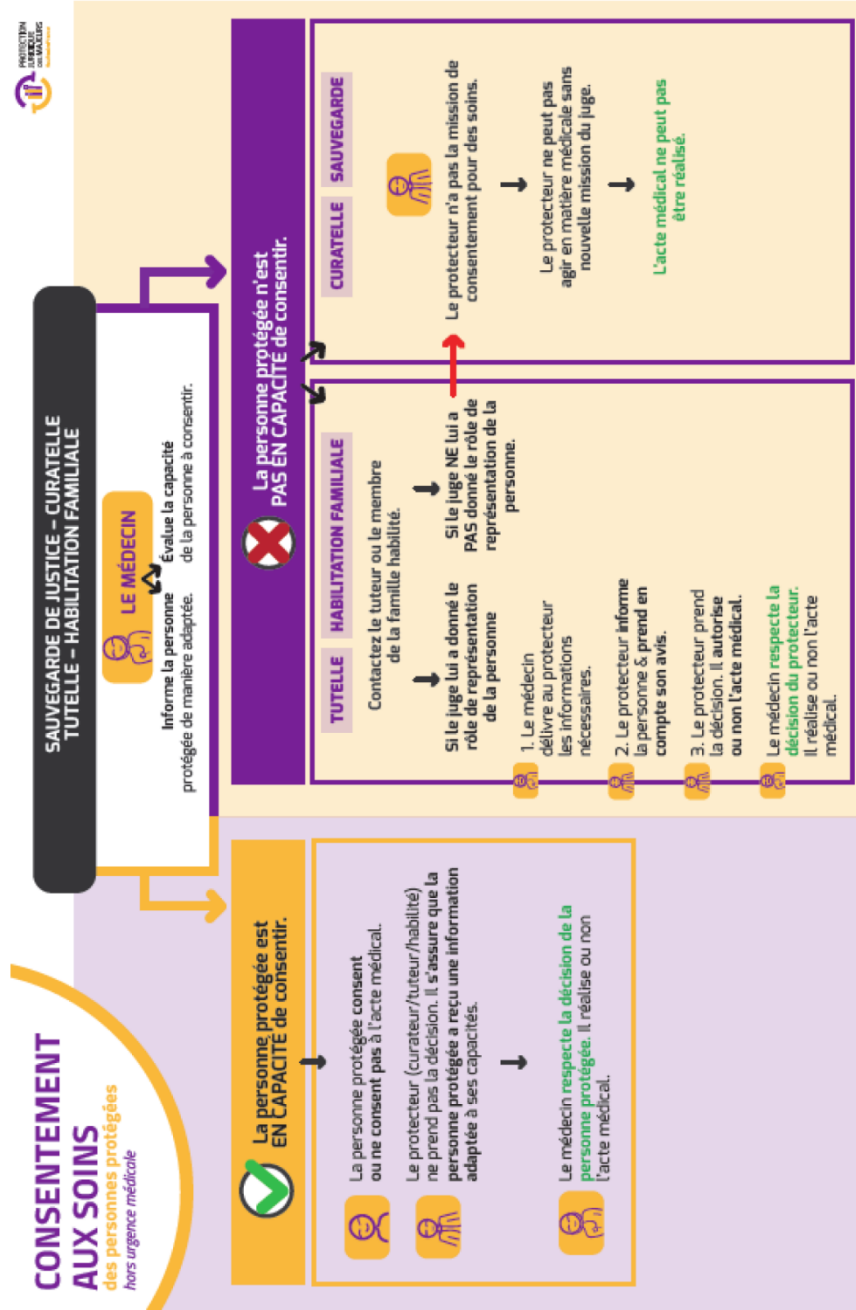 CONSENTEMENT
AUX SOINS
des personnes protégées
hors urgence médicale
PROTECTION
JURIDIQUE
DES MAJEURS
SAUVEGARDE DE JUSTICE – CURATELLE
TUTELLE – HABILITATION FAMILIALE
LE MÉDECIN
Informe la personne
protégée de manière adaptée.
Évalue la capacité
de la personne à consentir.
La personne protégée est
EN CAPACITÉ de consentir.
La personne protégée consent
ou ne consent pas à l'acte médical.
Le protecteur (curateur/tuteur/habilité)
ne prend pas la décision. Il s'assure que la
personne protégée a reçu une information
adaptée à ses capacités.
Le médecin respecte la décision de la
personne protégée. Il réalise ou non
l'acte médical.
La personne protégée n'est
PAS EN CAPACITÉ de consentir.
TUTELLE
HABILITATION FAMILIALE
Contactez le tuteur ou le membre
de la famille habilité.
Si le juge lui a donné le
rôle de représentation
de la personne
Si le juge NE lui a
PAS donné le rôle de
représentation de la
personne.
1. Le médecin
délivre au protecteur
les informations
nécessaires.
2. Le protecteur informe
la personne & prend en
compte son avis.
3. Le protecteur prend
la décision. Il autorise
ou non l'acte médical.
Le médecin respecte la
décision du protecteur.
Il réalise ou non l'acte
médical.
CURATELLE
SAUVEGARDE
Le protecteur n'a pas la mission de
consentement pour des soins.
Le protecteur ne peut pas
agir en matière médicale sans
nouvelle mission du juge.
L'acte médical ne peut pas
être réalisé.